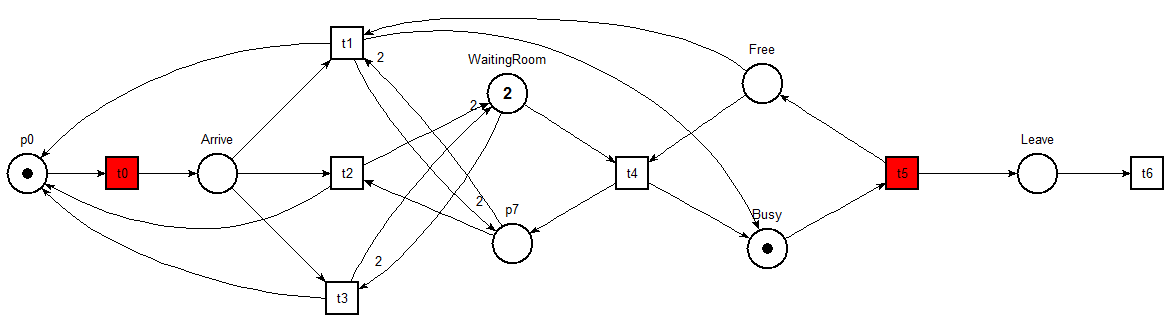 t1
2
WaitingRoom
2
2
Free
p0
t0
Arrive
t2
t4
t5
Leave
t6
2
p7
Busy
2
t3